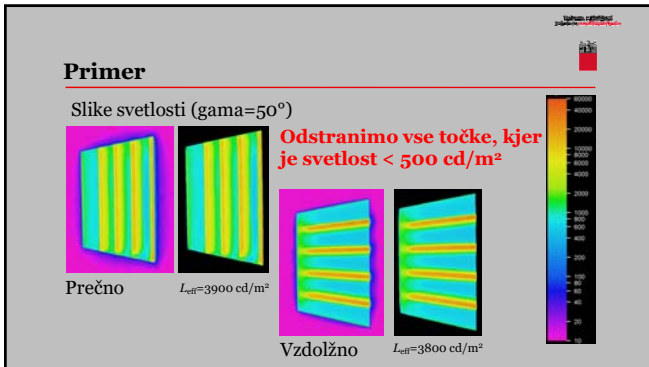 Primer
Slike svetlosti (gama=50°)
Odstranimo vse točke, kjer
je svetlost < 500 cd/m²
Prečno
Leff=3900 cd/m²
Vzdolžno
Leff=3800 cd/m²
60000
40000
20000
10000
8000
6000
4000
2000
1000
800
600
400
200
100
80
60
40
20
10